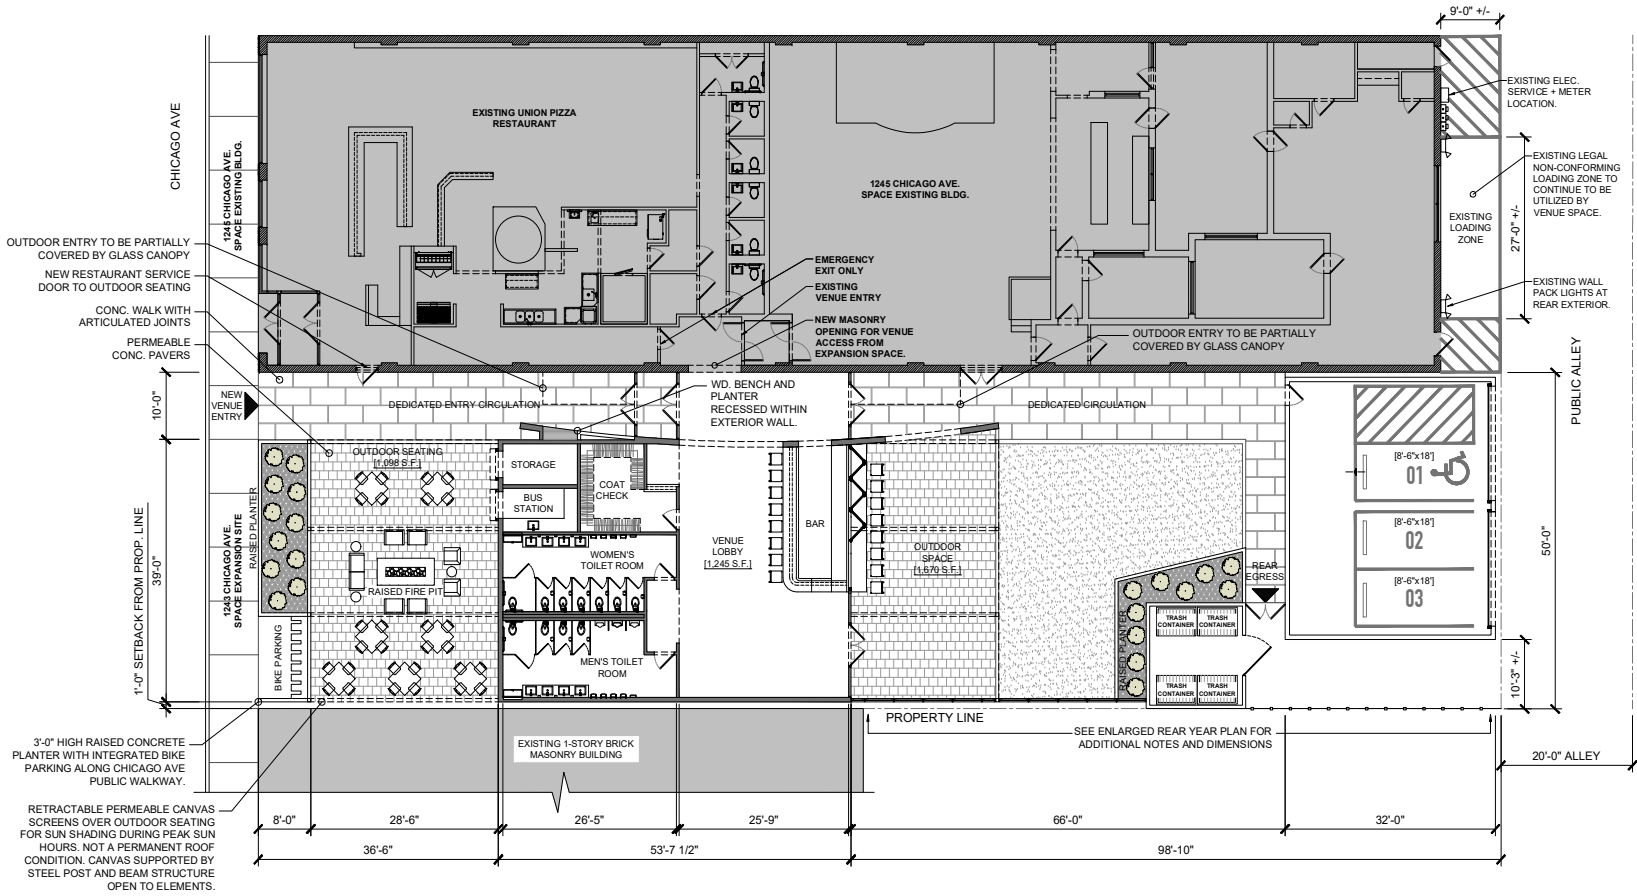 9'-0" +/-
CHICAGO AVE
1245 CHICAGO AVE.
SPACE EXISTING BLDG.
EXISTING UNION PIZZA
RESTAURANT
1245 CHICAGO AVE.
SPACE EXISTING BLDG.
EXISTING ELEC.
SERVICE + METER
LOCATION.
EXISTING LEGAL
NON-CONFORMING
LOADING ZONE TO
CONTINUE TO BE
UTILIZED BY
VENUE SPACE.
EXISTING
LOADING
ZONE
27'-0" +/-
EXISTING WALL
PACK LIGHTS AT
REAR EXTERIOR.
OUTDOOR ENTRY TO BE PARTIALLY
COVERED BY GLASS CANOPY
NEW RESTAURANT SERVICE
DOOR TO OUTDOOR SEATING
CONC. WALK WITH
ARTICULATED JOINTS
PERMEABLE
CONC. PAVERS
EMERGENCY
EXIT ONLY
EXISTING
VENUE ENTRY
NEW MASONRY
OPENING FOR VENUE
ACCESS FROM
EXPANSION SPACE.
OUTDOOR ENTRY TO BE PARTIALLY
COVERED BY GLASS CANOPY
PUBLIC ALLEY
10'-0"
NEW
VENUE
ENTRY
DEDICATED ENTRY CIRCULATION
WD. BENCH AND
PLANTER
RECESSED WITHIN
EXTERIOR WALL.
DEDICATED CIRCULATION
OUTDOOR SEATING
[1,098 S.F.]
STORAGE
BUS
STATION
COAT
CHECK
WOMEN'S
TOILET ROOM
MEN'S TOILET
ROOM
VENUE
LOBBY
[1,245 S.F.]
BAR
OUTDOOR
SPACE
[1,670 S.F.]
RAISED PLANTER
RAISED FIRE PIT
BIKE PARKING
1243 CHICAGO AVE.
SPACE EXPANSION SITE
1'-0" SETBACK FROM PROP. LINE
39'-0"
REAR
EGRESS
RAISED PLANTER
TRASH
CONTAINER
TRASH
CONTAINER
TRASH
CONTAINER
TRASH
CONTAINER
[8'-6"x18']
01
[8'-6"x18']
02
[8'-6"x18']
03
50'-0"
10'-3" +/-
PROPERTY LINE
SEE ENLARGED REAR YEAR PLAN FOR
ADDITIONAL NOTES AND DIMENSIONS
20'-0" ALLEY
EXISTING 1-STORY BRICK
MASONRY BUILDING
3'-0" HIGH RAISED CONCRETE
PLANTER WITH INTEGRATED BIKE
PARKING ALONG CHICAGO AVE
PUBLIC WALKWAY.
RETRACTABLE PERMEABLE CANVAS
SCREENS OVER OUTDOOR SEATING
FOR SUN SHADING DURING PEAK SUN
HOURS. NOT A PERMANENT ROOF
CONDITION. CANVAS SUPPORTED BY
STEEL POST AND BEAM STRUCTURE
OPEN TO ELEMENTS.
8'-0"
28'-6"
26'-5"
25'-9"
66'-0"
32'-0"
36'-6"
53'-7 1/2"
98'-10"